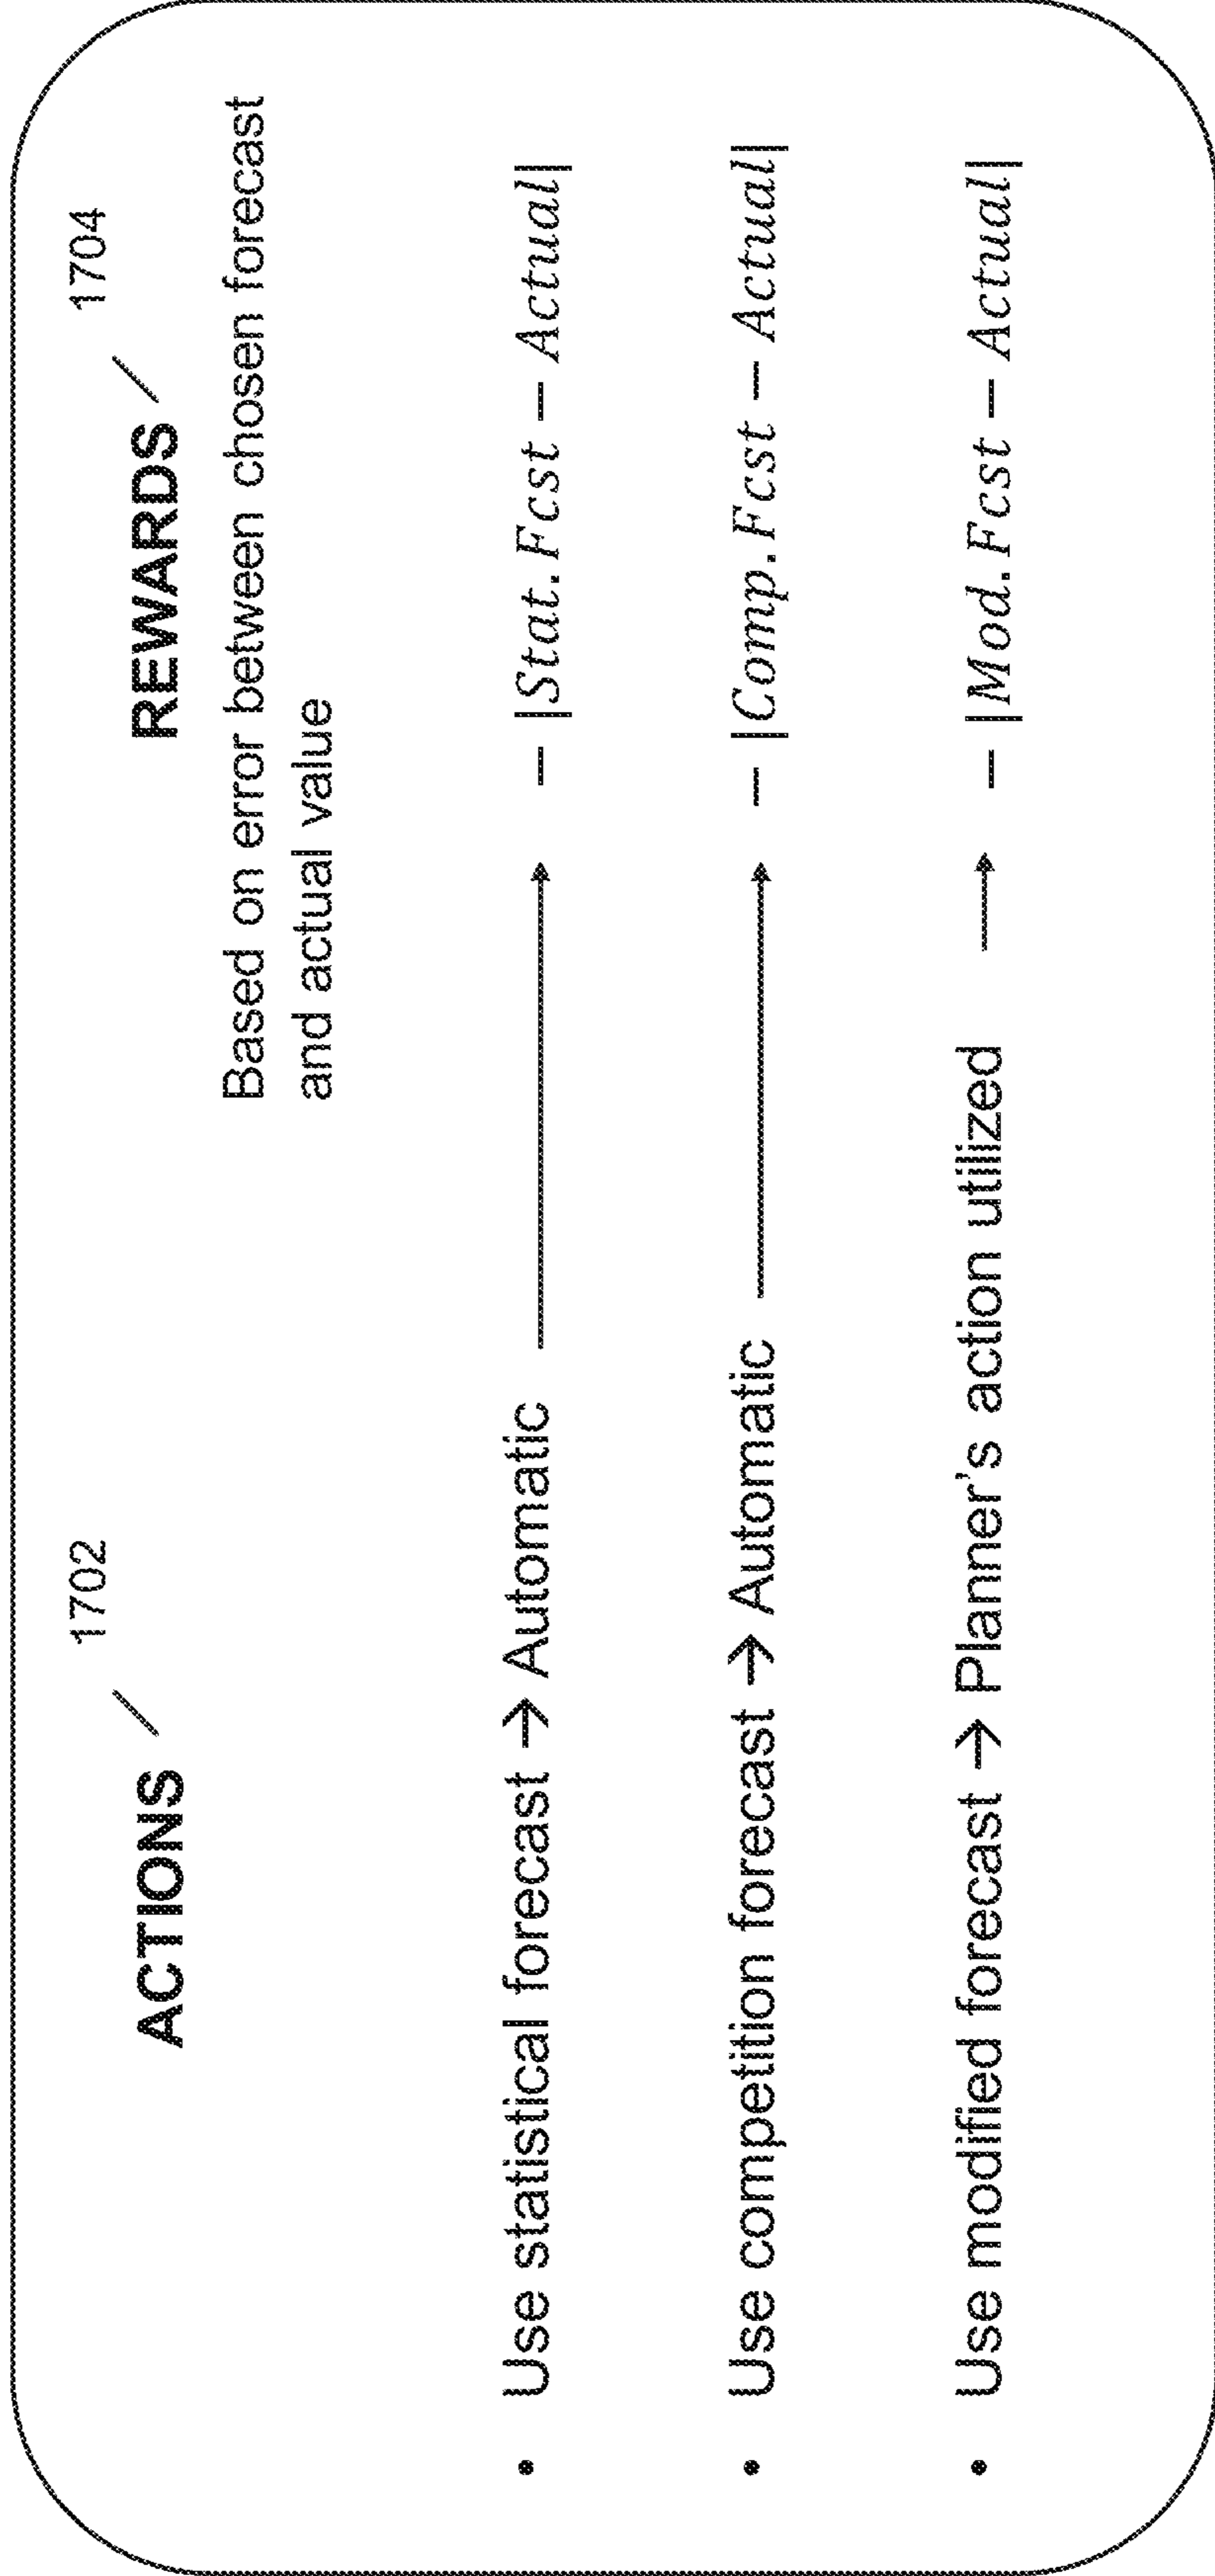 1702
ACTIONS
1704
REWARDS
Based on error between chosen forecast
and actual value
• Use statistical forecast → Automatic → − |Stat. Fcst − Actual|
• Use competition forecast → Automatic → − |Comp. Fcst − Actual|
• Use modified forecast → Planner's action utilized → − |Mod. Fcst − Actual|